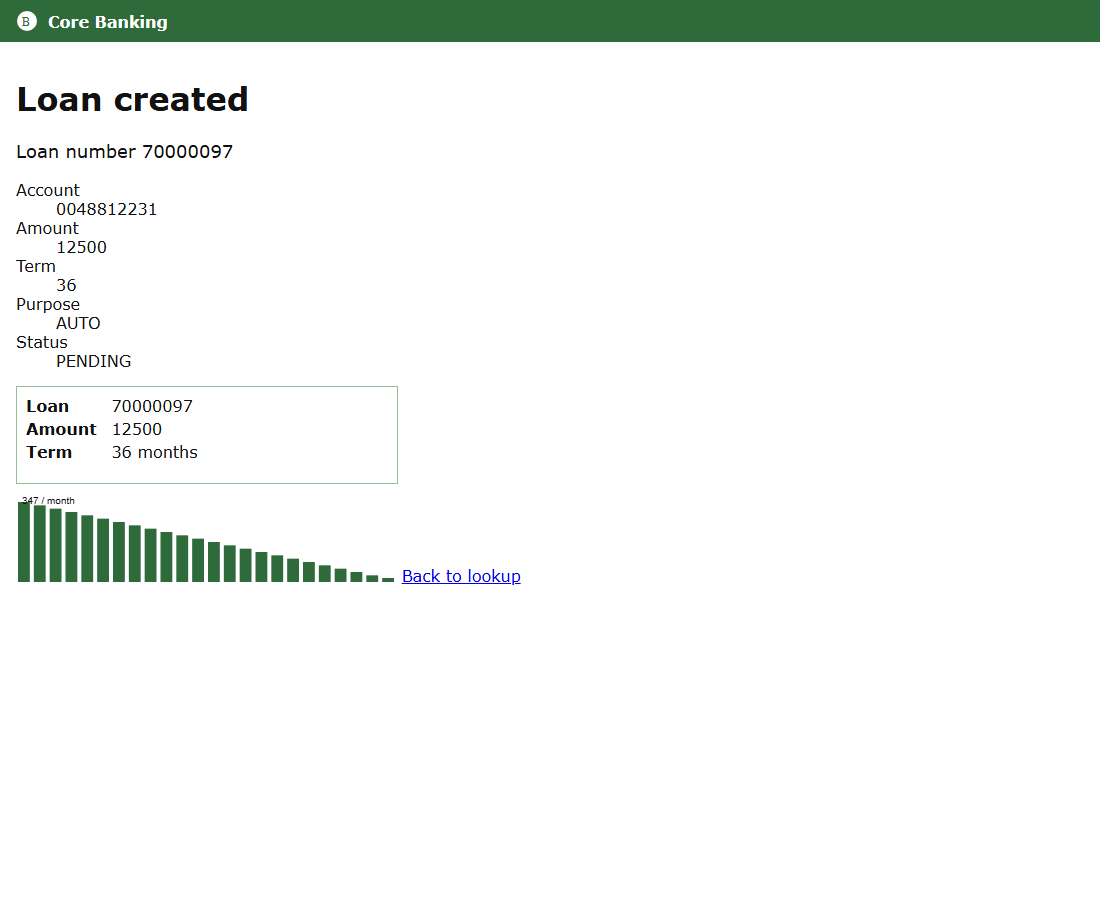 B Core Banking
Loan created
Loan number 70000097
Account
0048812231
Amount
12500
Term
36
Purpose
AUTO
Status
PENDING
Loan 70000097
Amount 12500
Term 36 months
347 / month
Back to lookup